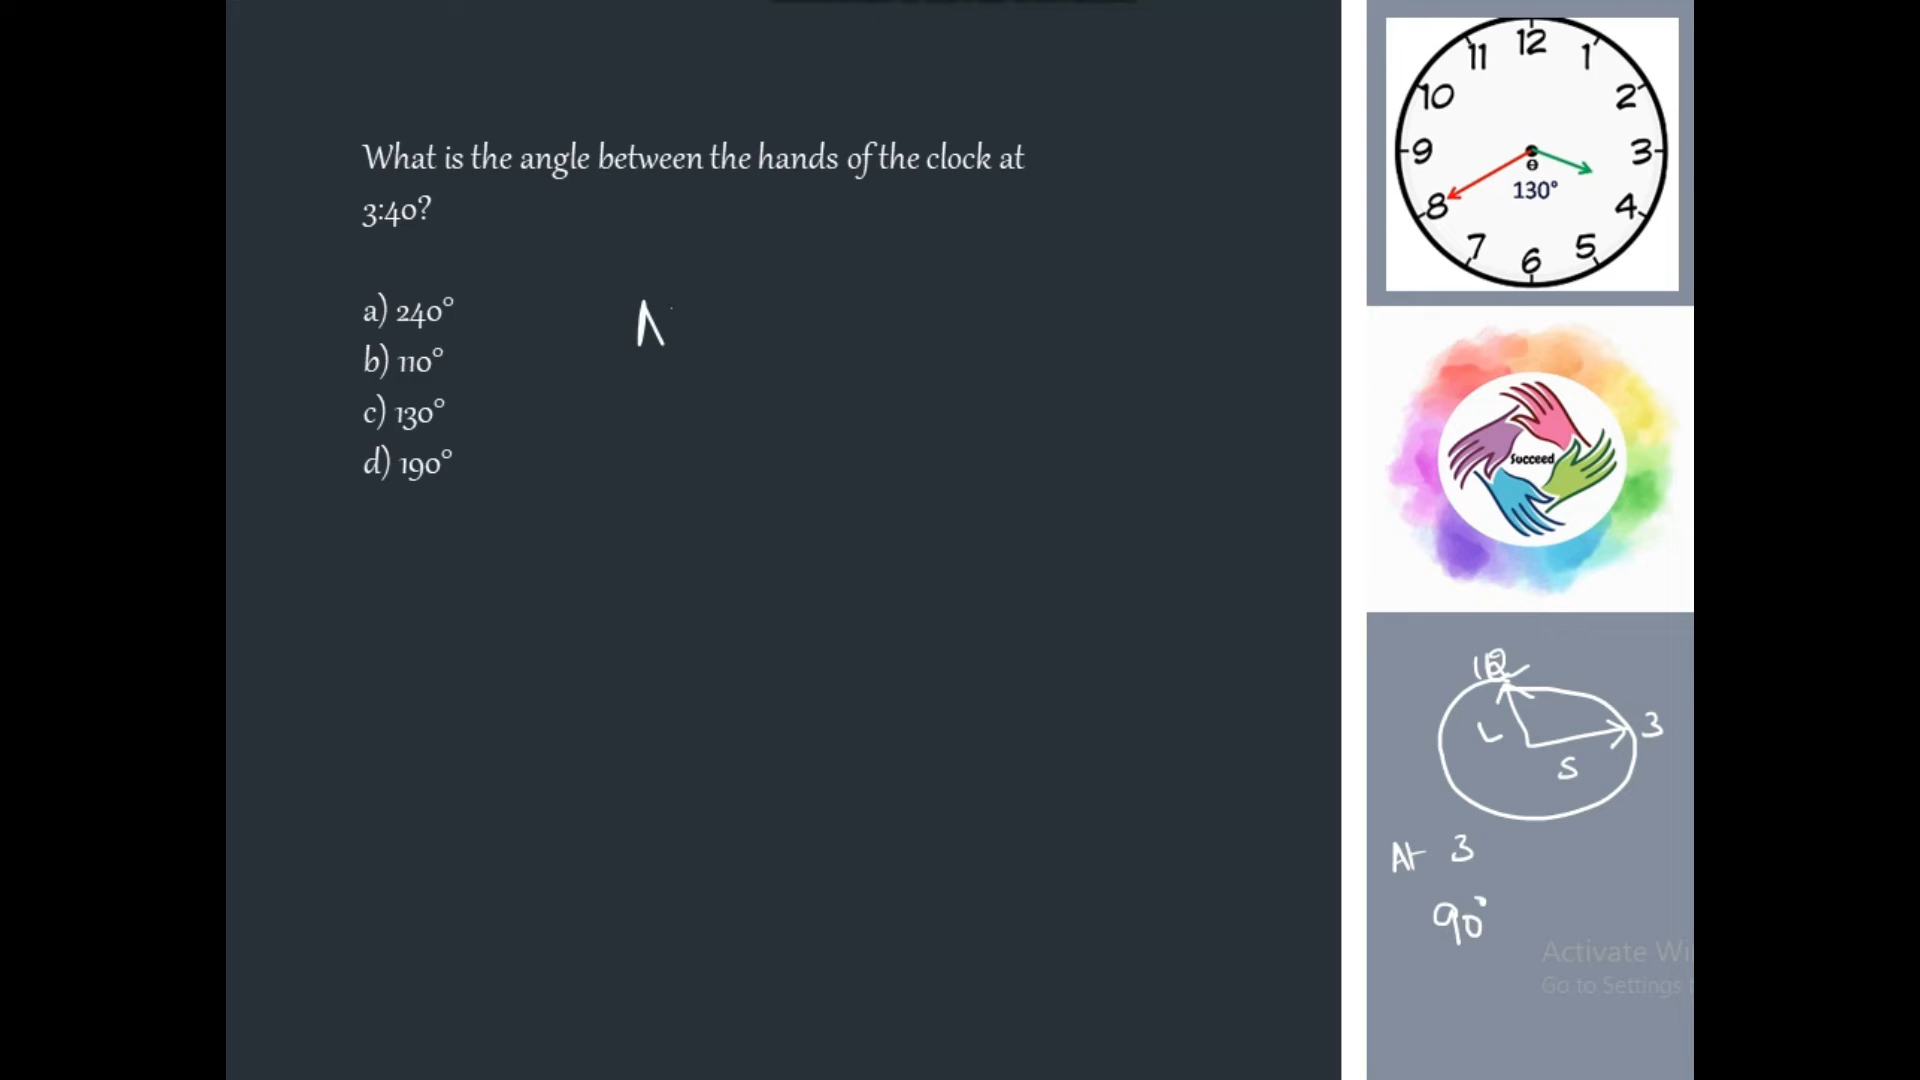 What is the angle between the hands of the clock at
3:40?
a) 240°
b) 110°
c) 130°
d) 190°
12
11
1
10
2
9
3
θ
130°
8
4
7
5
6
Succeed
12
L
3
S
At 3
90°
Activate Wi
Go to Settings t